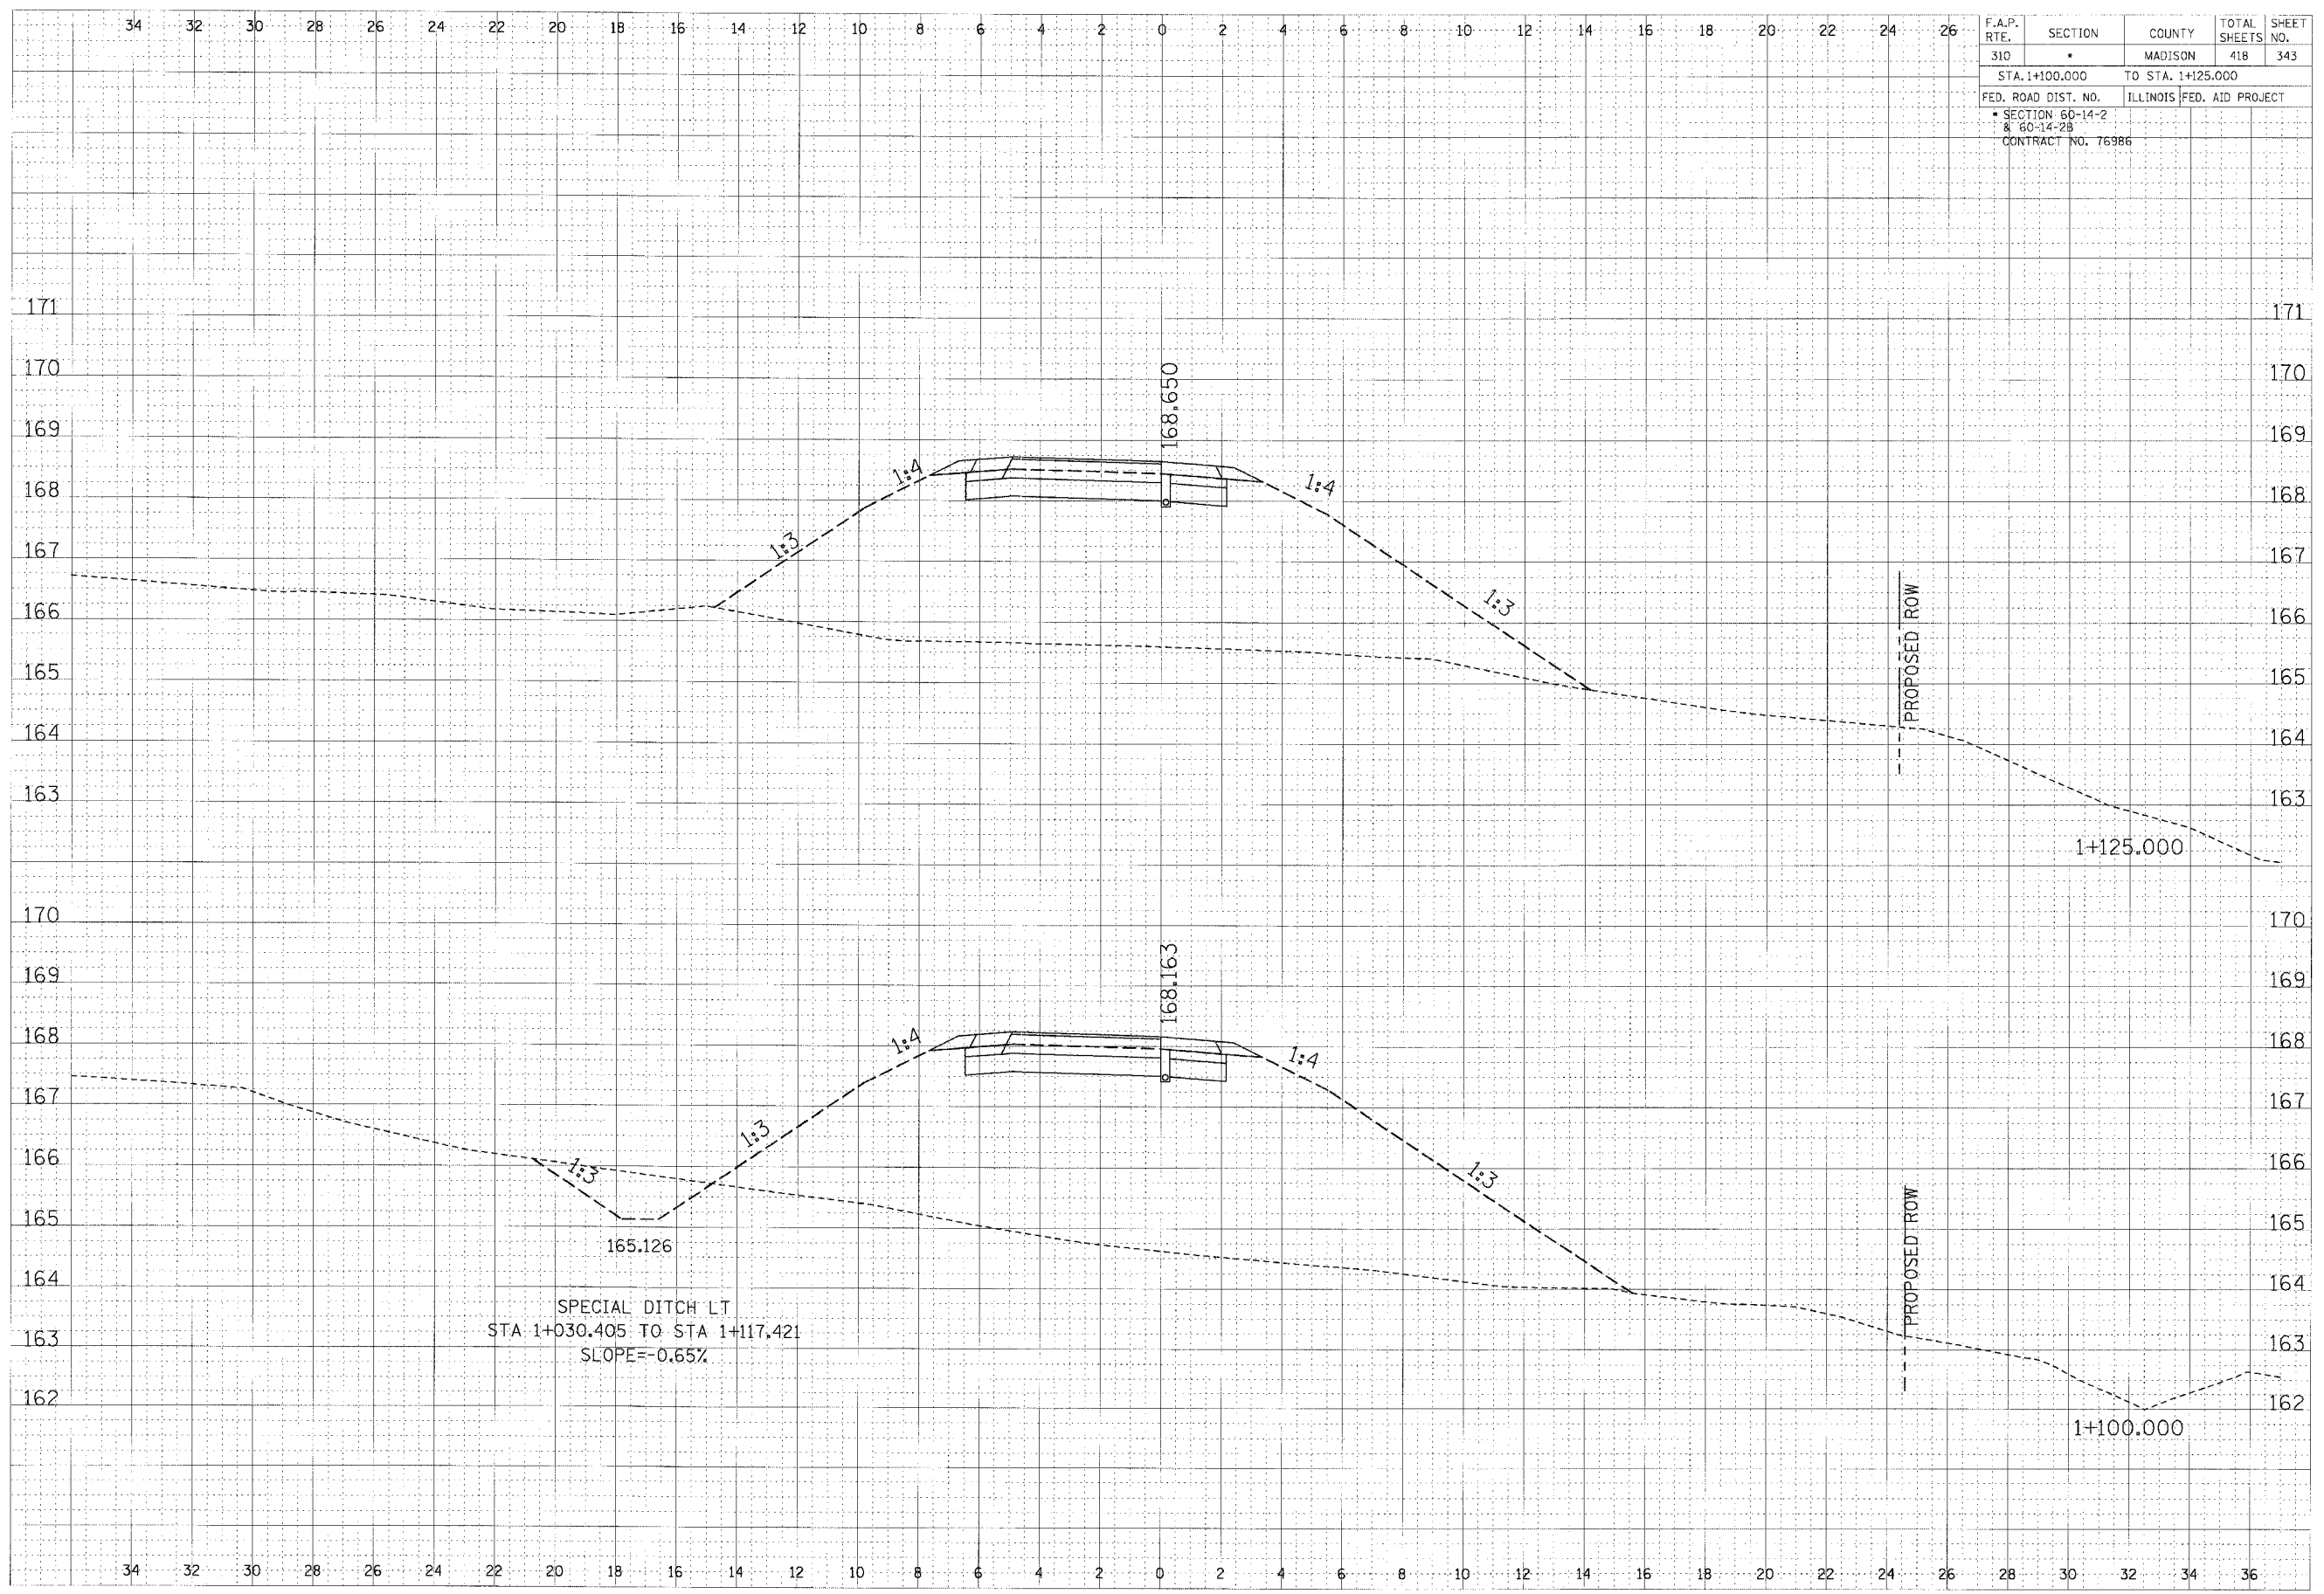 34 32 30 28 26 24 22 20 18 16 14 12 10 8 6 4 2 0 2 4 6 8 10 12 14 16 18 20 22 24 26
F.A.P. RTE. SECTION COUNTY TOTAL SHEETS SHEET NO.
310 * MADISON 418 343
STA. 1+100.000 TO STA. 1+125.000
FED. ROAD DIST. NO. ILLINOIS FED. AID PROJECT
* SECTION 60-14-2
& 60-14-2B
CONTRACT NO. 76986
171 171
170 170
168.650
169 169
1:4 1:4
168 168
1:3
167 167
1:3
166 166
PROPOSED ROW
165 165
164 164
163 163
1+125.000
170 170
168.163
169 169
168 168
1:4 1:4
167 167
1:3
166 166
1:3 1:3
165 165
PROPOSED ROW
165.126
164 164
SPECIAL DITCH LT
STA 1+030.405 TO STA 1+117.421
163 163
SLOPE=-0.65%
162 162
1+100.000
34 32 30 28 26 24 22 20 18 16 14 12 10 8 6 4 2 0 2 4 6 8 10 12 14 16 18 20 22 24 26 28 30 32 34 36